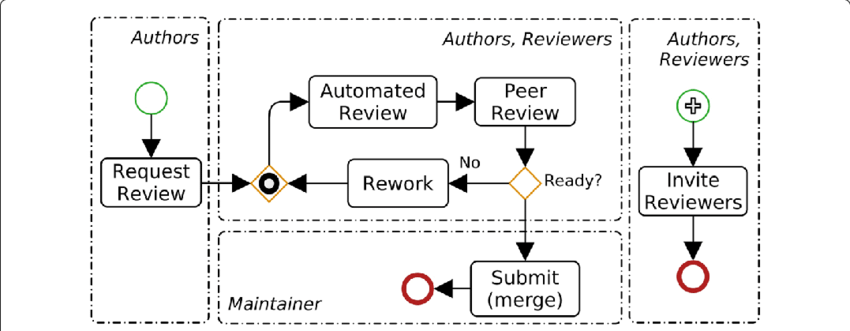 Authors
Request
Review
Authors, Reviewers
Automated
Review
Peer
Review
No
Ready?
Rework
Maintainer
Submit
(merge)
Authors,
Reviewers
Invite
Reviewers